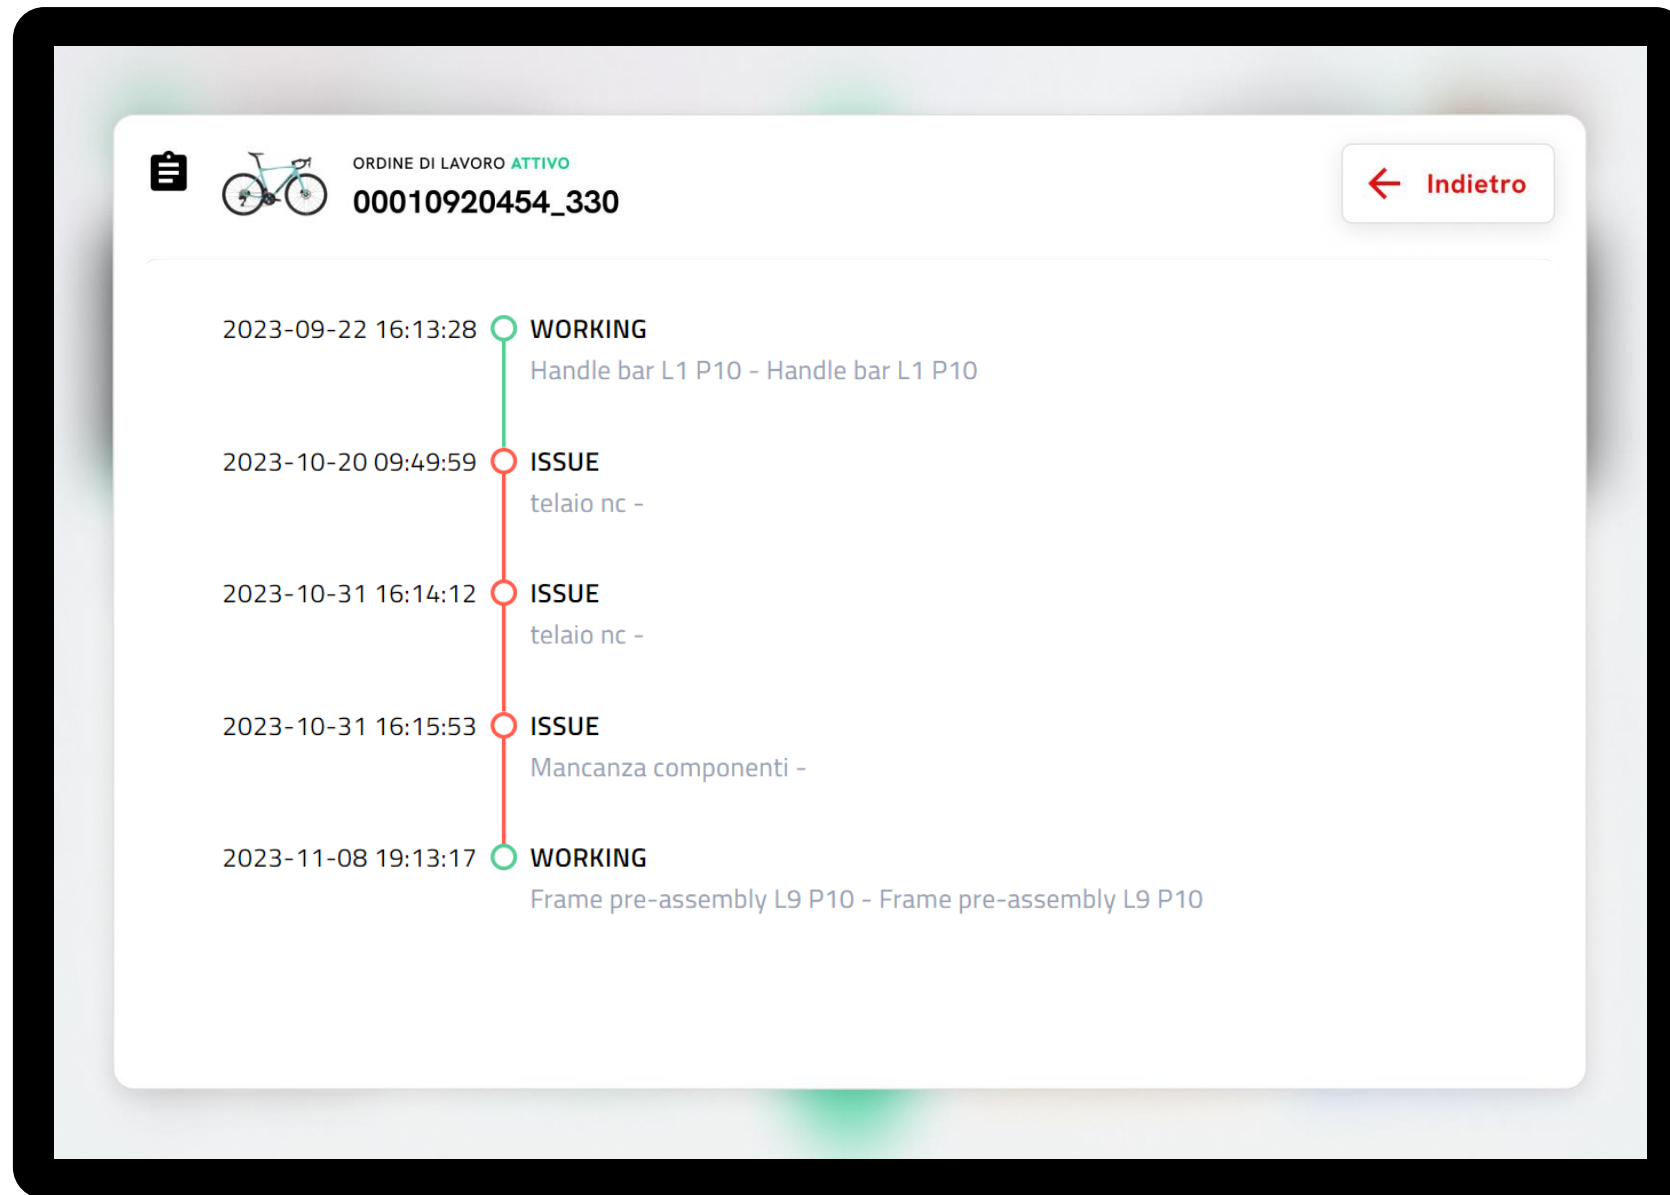 ORDINE DI LAVORO ATTIVO
00010920454_330
Indietro
2023-09-22 16:13:28 WORKING
Handle bar L1 P10 - Handle bar L1 P10
2023-10-20 09:49:59 ISSUE
telaio nc -
2023-10-31 16:14:12 ISSUE
telaio nc -
2023-10-31 16:15:53 ISSUE
Mancanza componenti -
2023-11-08 19:13:17 WORKING
Frame pre-assembly L9 P10 - Frame pre-assembly L9 P10